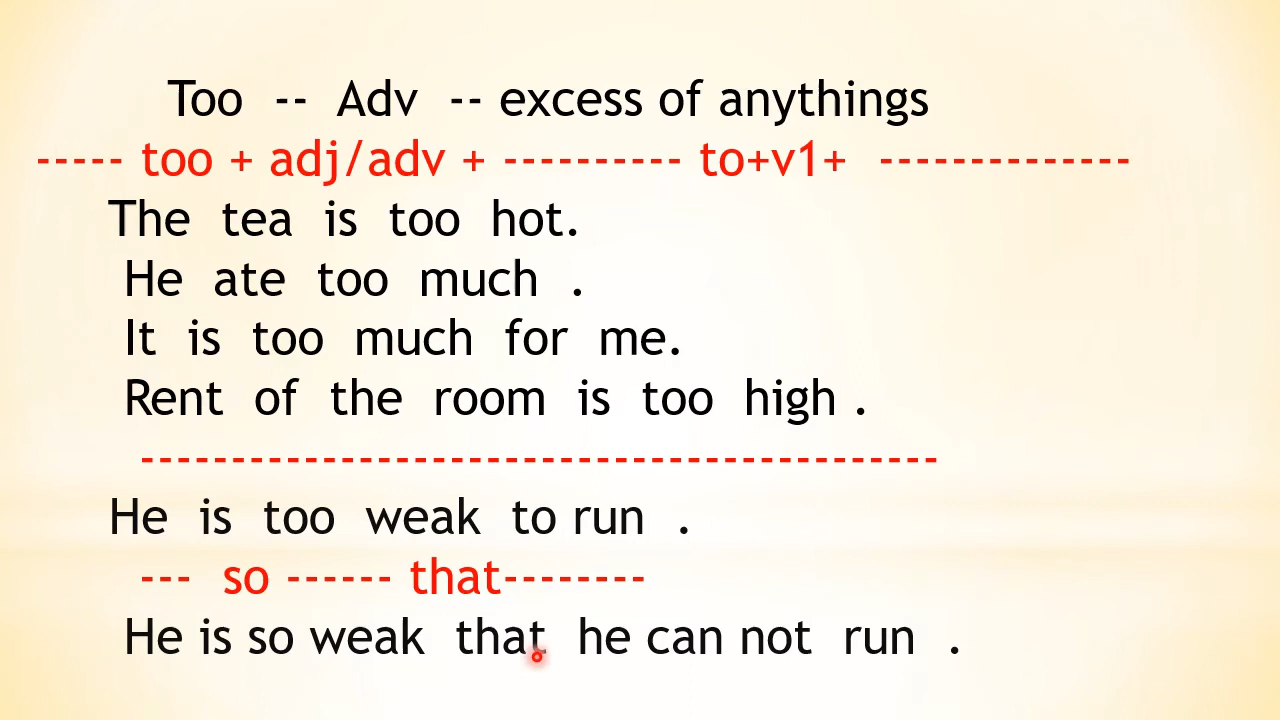 Too -- Adv -- excess of anythings
----- too + adj/adv + ---------- to+v1+ --------------
The tea is too hot.
He ate too much .
It is too much for me.
Rent of the room is too high .
--------------------------------------------
He is too weak to run .
--- so ------ that--------
He is so weak that he can not run .